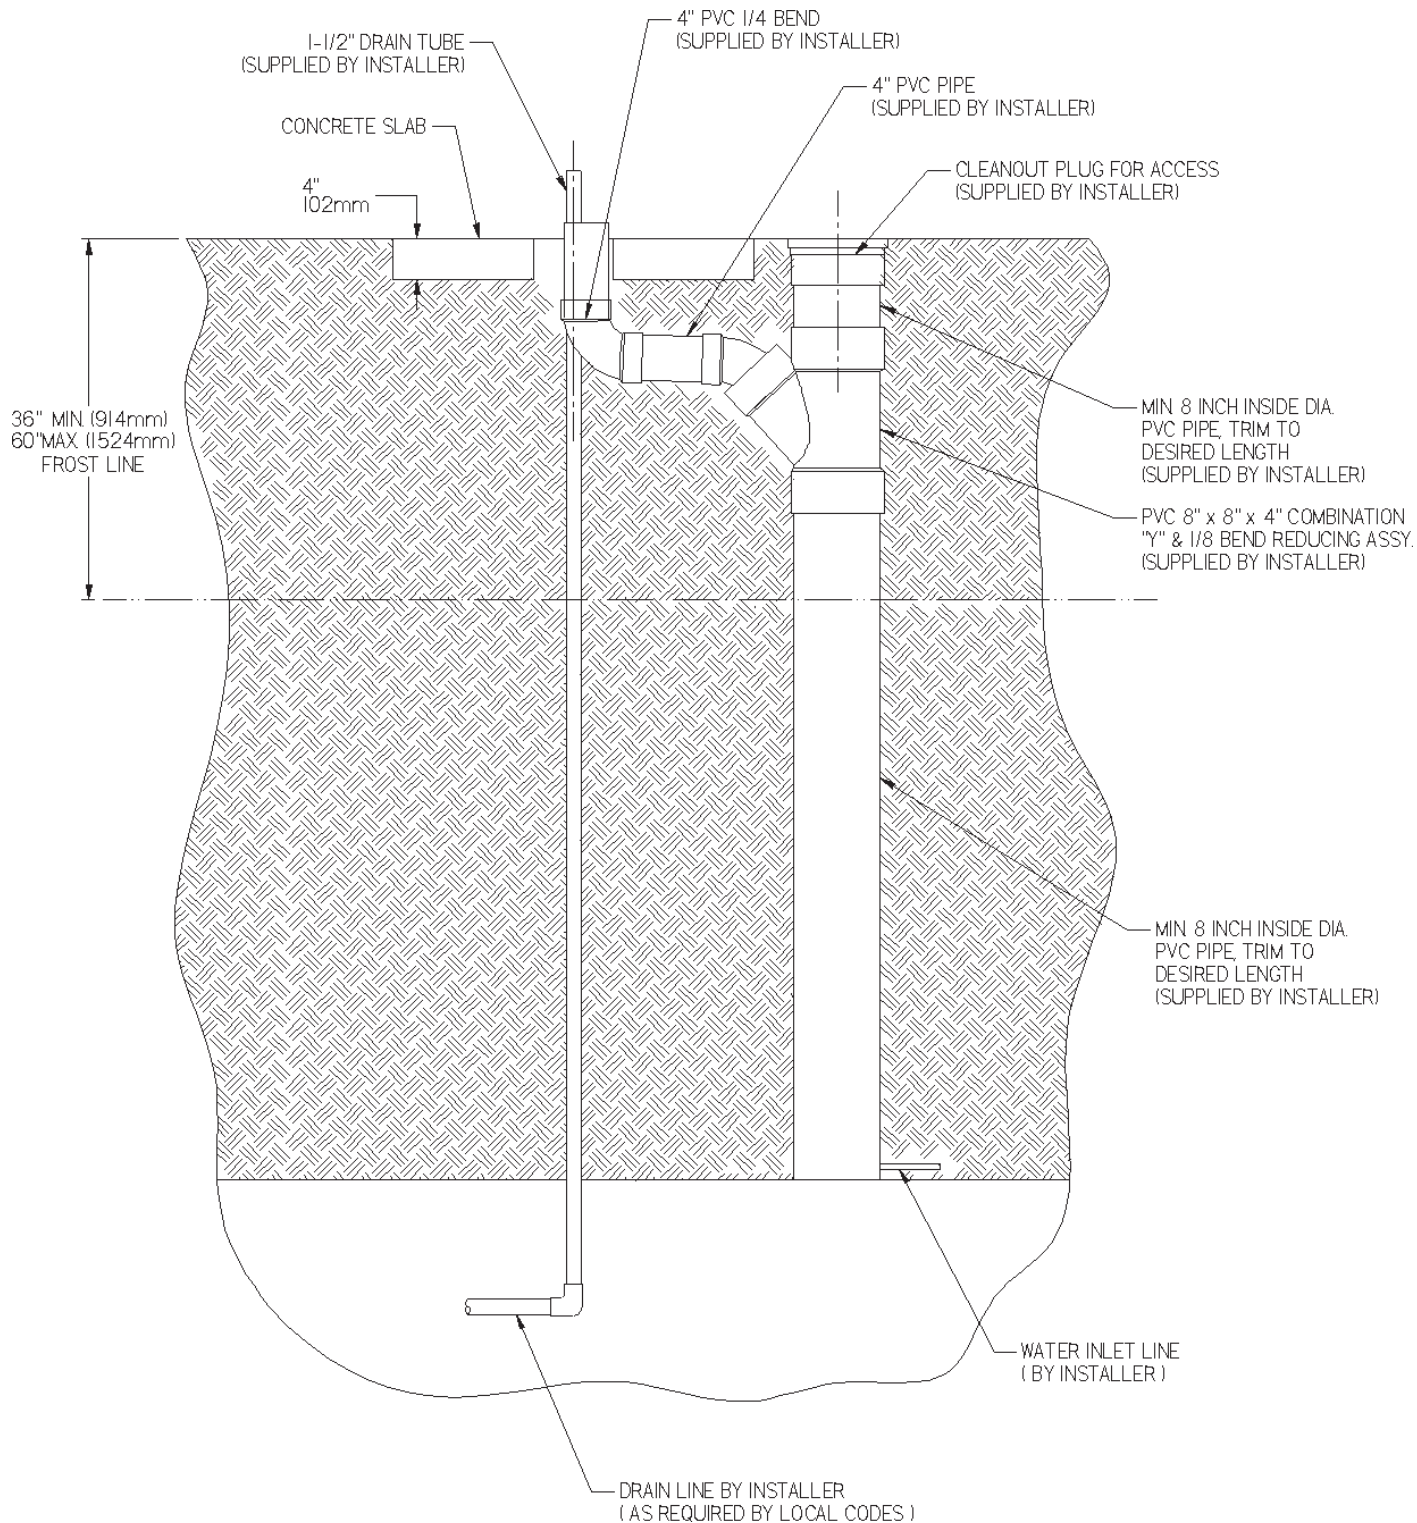 4" PVC 1/4 BEND
(SUPPLIED BY INSTALLER)
1-1/2" DRAIN TUBE
(SUPPLIED BY INSTALLER)
4" PVC PIPE
(SUPPLIED BY INSTALLER)
CONCRETE SLAB
CLEANOUT PLUG FOR ACCESS
(SUPPLIED BY INSTALLER)
4"
102mm
36" MIN. (914mm)
60"MAX. (1524mm)
FROST LINE
MIN. 8 INCH INSIDE DIA.
PVC PIPE, TRIM TO
DESIRED LENGTH
(SUPPLIED BY INSTALLER)
PVC 8" x 8" x 4" COMBINATION
"Y" & 1/8 BEND REDUCING ASSY.
(SUPPLIED BY INSTALLER)
MIN. 8 INCH INSIDE DIA.
PVC PIPE, TRIM TO
DESIRED LENGTH
(SUPPLIED BY INSTALLER)
WATER INLET LINE
( BY INSTALLER )
DRAIN LINE BY INSTALLER
( AS REQUIRED BY LOCAL CODES )